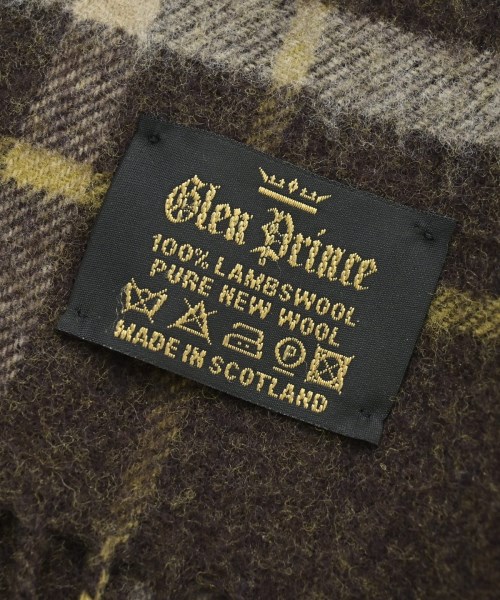 Glen Prince
100% LAMBSWOOL
PURE NEW WOOL
P
MADE IN SCOTLAND